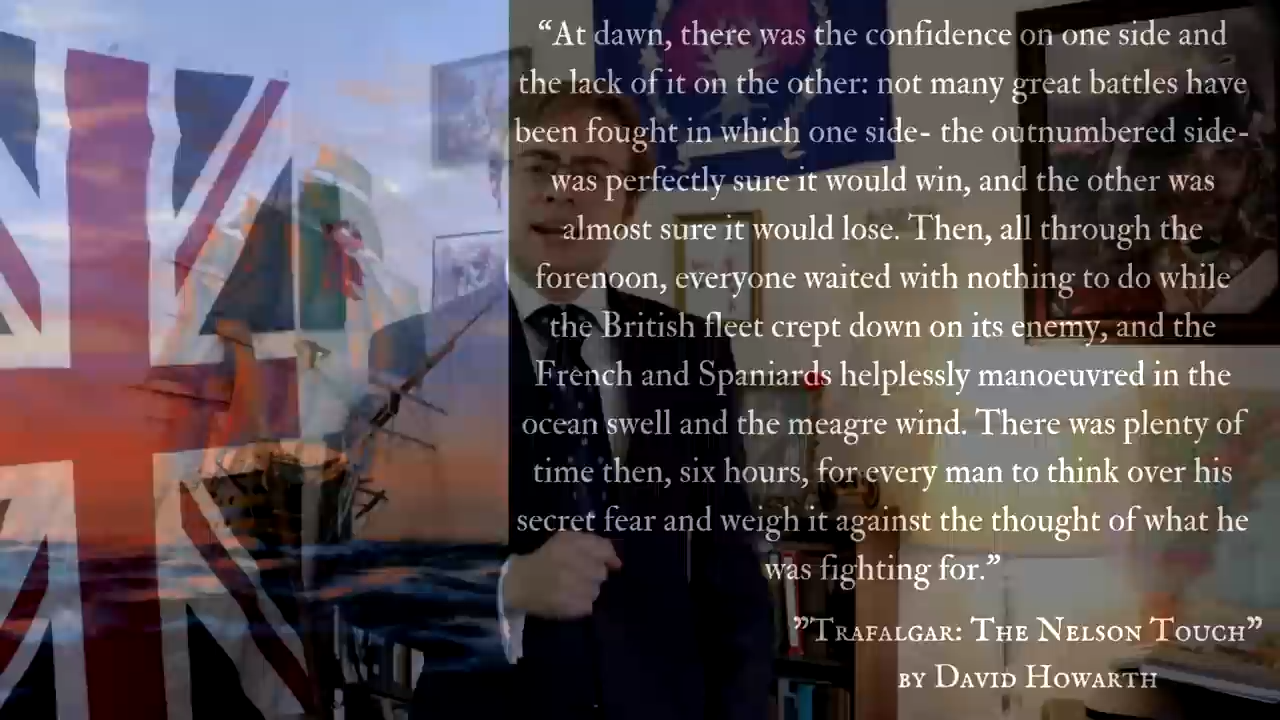 “At dawn, there was the confidence on one side and
the lack of it on the other: not many great battles have
been fought in which one side- the outnumbered side-
was perfectly sure it would win, and the other was
almost sure it would lose. Then, all through the
forenoon, everyone waited with nothing to do while
the British fleet crept down on its enemy, and the
French and Spaniards helplessly manoeuvred in the
ocean swell and the meagre wind. There was plenty of
time then, six hours, for every man to think over his
secret fear and weigh it against the thought of what he
was fighting for.”
”Trafalgar: The Nelson Touch”
by David Howarth